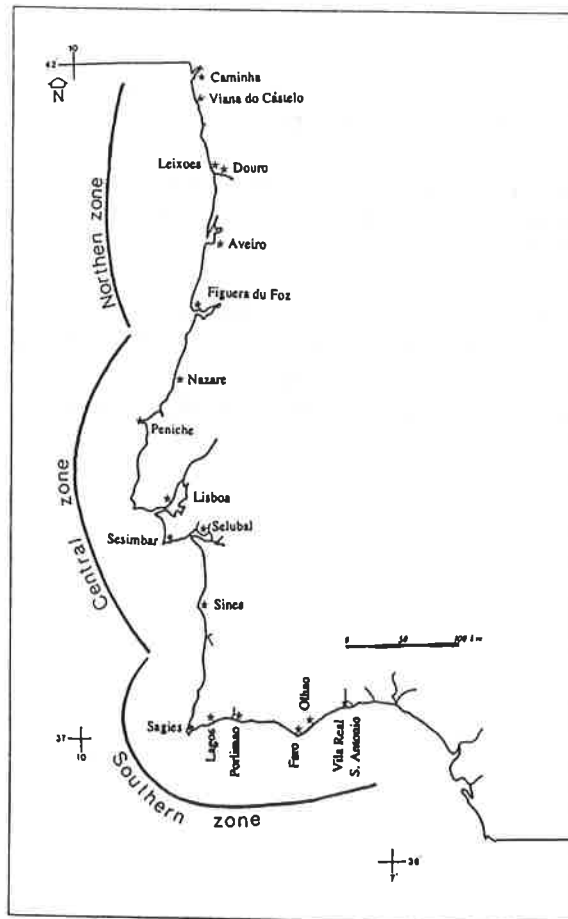 10
42°
N
Caminha
Viana do Cástelo
Leixoes
Douro
Northen zone
Aveiro
Figuera du Foz
Nazare
Peniche
Central zone
Lisboa
Selubal
Sesimbar
Sines
0 50 100 km
Sagies
Lagos
Portimao
Faro
Olhao
Vila Real
S. Antonio
37
10
Southern zone
36°
7°